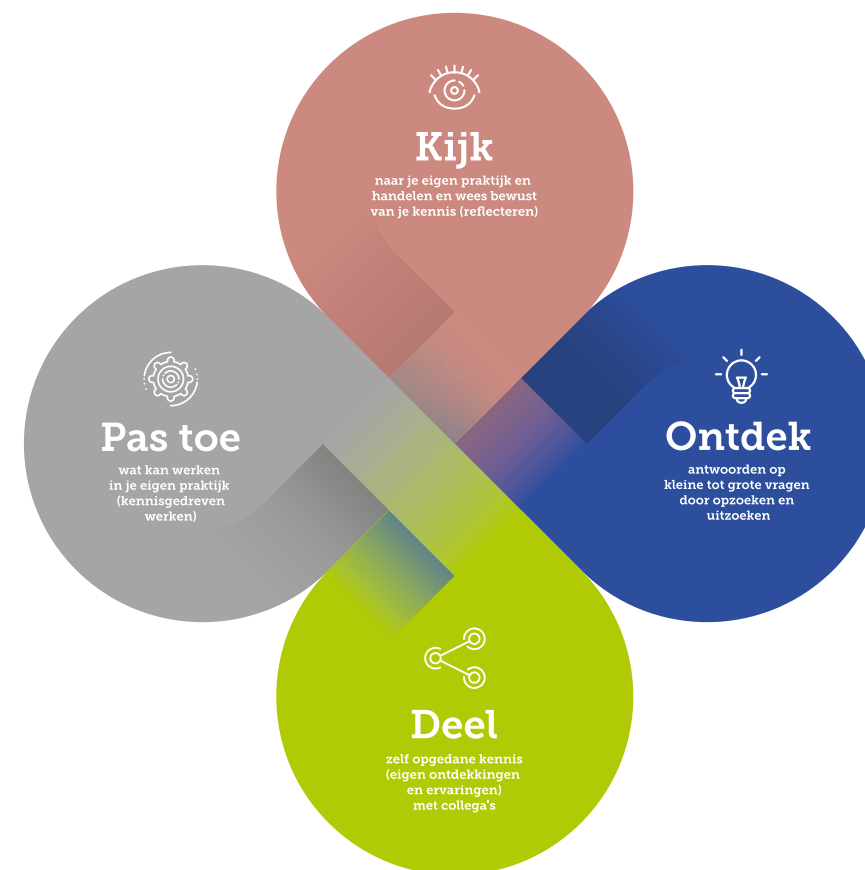 Kijk
naar je eigen praktijk en
handelen en wees bewust
van je kennis (reflecteren)
Pas toe
wat kan werken
in je eigen praktijk
(kennisgedreven
werken)
Ontdek
antwoorden op
kleine tot grote vragen
door opzoeken en
uitzoeken
Deel
zelf opgedane kennis
(eigen ontdekkingen
en ervaringen)
met collega's